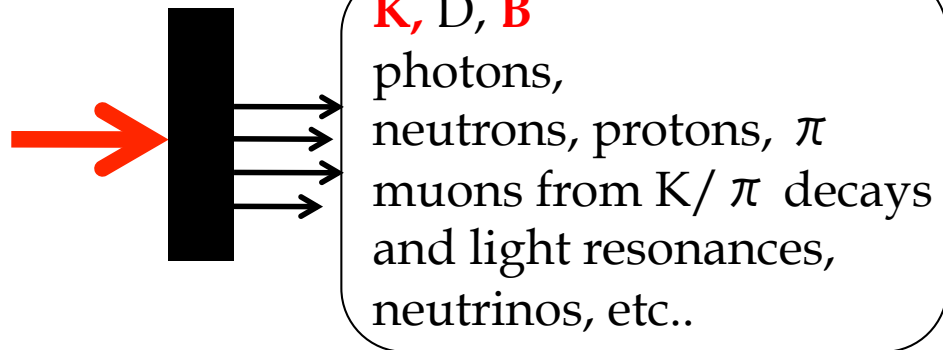 K, D, B
photons,
neutrons, protons, π
muons from K/ π decays
and light resonances,
neutrinos, etc..